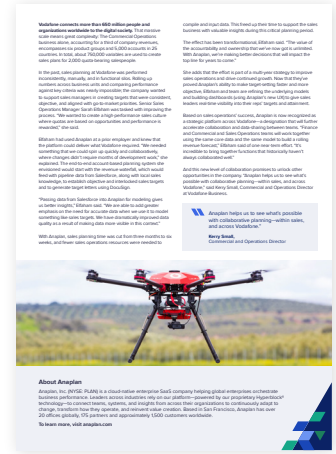 Vodafone connects more than 650 million people and
organisations worldwide to the digital society. That massive
scale means great complexity. The Commercial Operations
business alone, accounting for a third of Company revenue,
encompasses six product groups and 5,000 accounts in 25
countries. In total, about 750,000 variables are used to create
sales plans for 2,000 quota-bearing salespeople.
In the past, sales planning at Vodafone was performed
inconsistently, manually, and in functional silos. Rolling up
numbers across business units and comparing performance
against key criteria was nearly impossible; the Company wanted
to support sales managers in creating targets that were consistent,
objective, and aligned with go-to-market priorities. Senior Sales
Operations Manager Sarah Elbittam was tasked with improving the
process. "We wanted to create a high-performance sales culture
where quotas are based on opportunities and performance is
rewarded," she said.
Elbittam had used Anaplan at a prior employer and knew that
the platform could deliver what Vodafone required. "We needed
something that we could spin up quickly and collaboratively,
where changes didn't require months of development work," she
explained. The end-to-end account-based planning system she
envisioned would start with the revenue waterfall, which would
feed with pipeline data from Salesforce, along with local sales
knowledge, to establish objective and interlocked sales targets
and to generate target letters using DocuSign.
"Passing data from Salesforce into Anaplan for modeling gives
us better insights," Elbittam said. "We are able to add greater
emphasis on the need for accurate data when we use it to model
something like sales targets. We have dramatically improved data
quality as a result of making data more visible in this context."
With Anaplan, sales planning time was cut from three months to six
weeks, and fewer sales operations resources were needed to
compile and input data. This freed up their time to support the sales
business with valuable insight during this critical planning period.
The effect has been transformational. Elbittam said, "The value of
the accountability and ownership that we've now got is unlimited.
With Anaplan, we're making better decisions that will impact the
top line for years to come."
She adds that the effort is part of a multi-year strategy to improve
sales operations and drive continued growth. Now that they've
proved Anaplan's ability to make target-setting faster and more
objective, Elbittam and team are refining the underlying models
and building dashboards (using Anaplan's new UX) to give sales
leaders real-time visibility into their reps' targets and attainment.
Based on sales operations' success, Anaplan is now recognized as
a strategic platform across Vodafone—a designation that will further
accelerate collaboration and data-sharing between teams. "Finance
and Commercial and Sales Operations teams will work together
using the same core data and the same model to build a rolling
revenue forecast," Elbittam said of one near-term effort. "It's
incredible to bring together functions that historically haven't
always collaborated well."
And this new level of collaboration promises to unlock other
opportunities in the company. "Anaplan helps us to see what's
possible with collaborative planning—within sales, and across
Vodafone," said Kerry Small, Commercial and Operations Director
at Vodafone Business.
Anaplan helps us to see what's possible
with collaborative planning—within sales,
and across Vodafone."
Kerry Small,
Commercial and Operations Director
About Anaplan
Anaplan, Inc. (NYSE: PLAN) is a cloud-native enterprise SaaS company helping global enterprises orchestrate
business performance. Leaders across industries rely on our platform—powered by our proprietary Hyperblock®
technology—to connect teams, systems, and insights from across their organizations to continuously adapt to
change, transform how they operate, and reinvent value creation. Based in San Francisco, Anaplan has over
20 offices globally, 175 partners and approximately 1,500 customers worldwide.
To learn more, visit anaplan.com